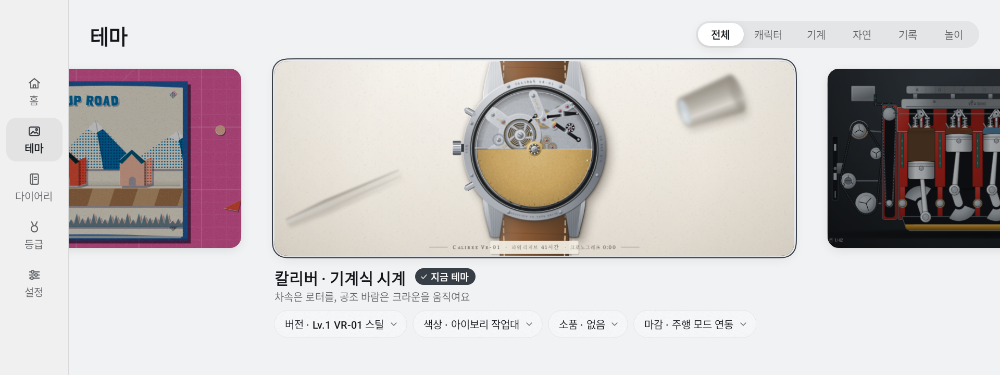 테마
전체
캐릭터
기계
자연
기록
놀이
홈
테마
다이어리
등급
설정
UP ROAD
칼리버 · 기계식 시계
지금 테마
차속은 로터를, 공조 바람은 크라운을 움직여요
버전 · Lv.1 VR-01 스틸
색상 · 아이보리 작업대
소품 · 없음
마감 · 주행 모드 연동